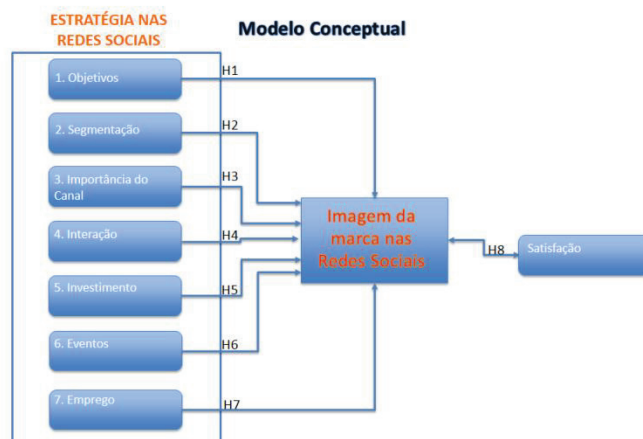 ESTRATÉGIA NAS
REDES SOCIAIS
Modelo Conceptual
1. Objetivos
H1
2. Segmentação
H2
3. Importância do
Canal
H3
4. Interação
H4
5. Investimento
H5
6. Eventos
H6
7. Emprego
H7
Imagem da
marca nas
Redes Sociais
H8
Satisfação